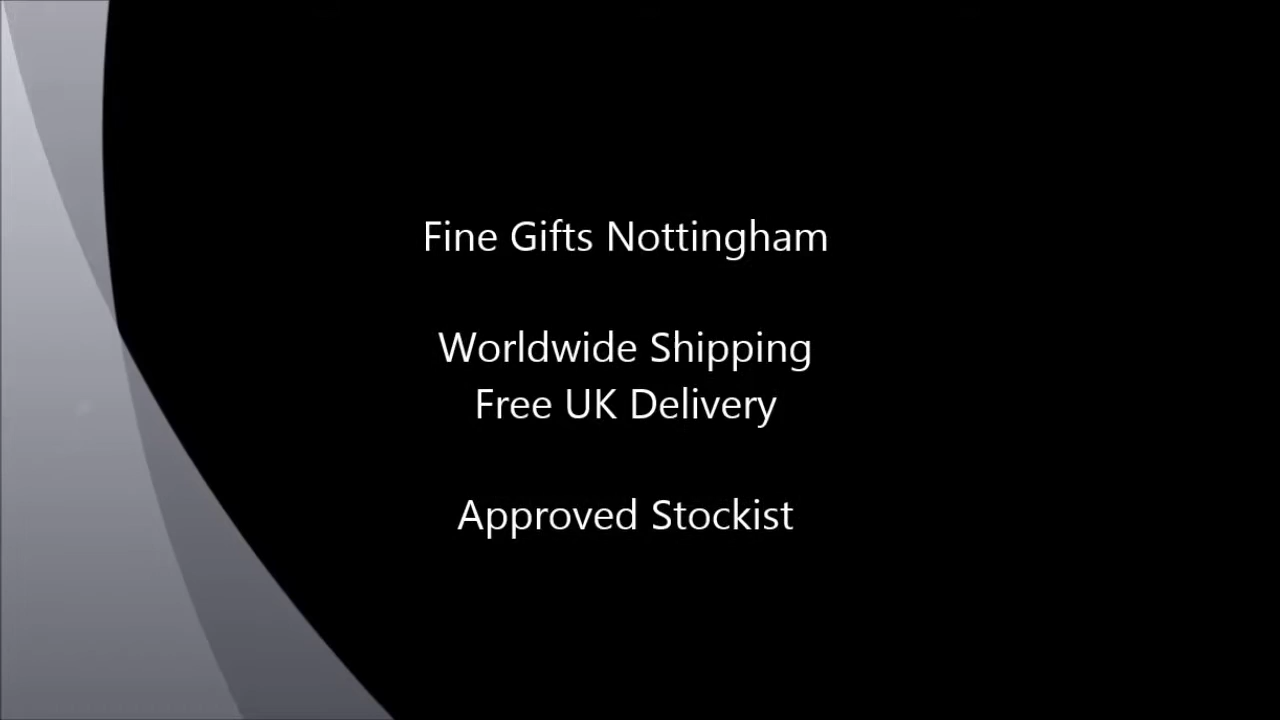 Fine Gifts Nottingham
Worldwide Shipping
Free UK Delivery
Approved Stockist